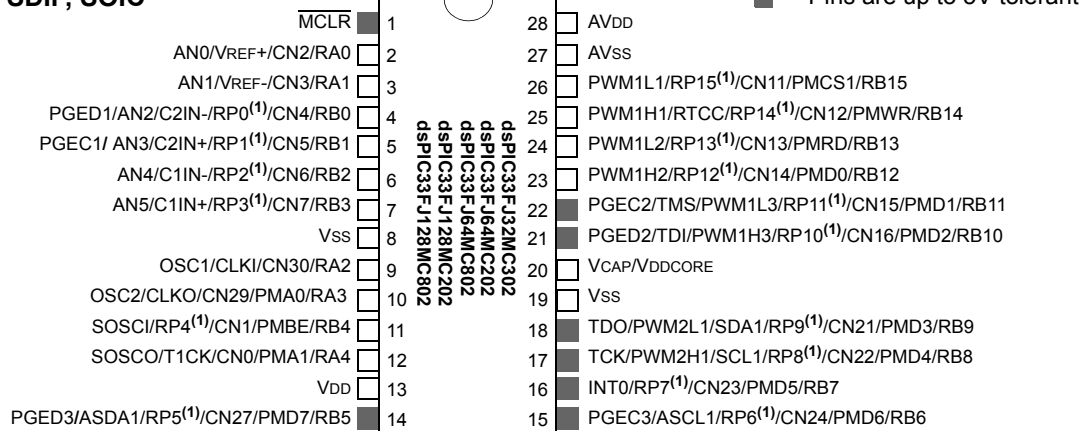 MCLR 1
AN0/VREF+/CN2/RA0 2
AN1/VREF-/CN3/RA1 3
PGED1/AN2/C2IN-/RP0(1)/CN4/RB0 4
PGEC1/ AN3/C2IN+/RP1(1)/CN5/RB1 5
AN4/C1IN-/RP2(1)/CN6/RB2 6
AN5/C1IN+/RP3(1)/CN7/RB3 7
VSS 8
OSC1/CLKI/CN30/RA2 9
OSC2/CLKO/CN29/PMA0/RA3 10
SOSCI/RP4(1)/CN1/PMBE/RB4 11
SOSCO/T1CK/CN0/PMA1/RA4 12
VDD 13
PGED3/ASDA1/RP5(1)/CN27/PMD7/RB5 14
dsPIC33FJ32MC302
dsPIC33FJ64MC202
dsPIC33FJ64MC802
dsPIC33FJ128MC202
dsPIC33FJ128MC802
28 AVDD
27 AVSS
26 PWM1L1/RP15(1)/CN11/PMCS1/RB15
25 PWM1H1/RTCC/RP14(1)/CN12/PMWR/RB14
24 PWM1L2/RP13(1)/CN13/PMRD/RB13
23 PWM1H2/RP12(1)/CN14/PMD0/RB12
22 PGEC2/TMS/PWM1L3/RP11(1)/CN15/PMD1/RB11
21 PGED2/TDI/PWM1H3/RP10(1)/CN16/PMD2/RB10
20 VCAP/VDDCORE
19 VSS
18 TDO/PWM2L1/SDA1/RP9(1)/CN21/PMD3/RB9
17 TCK/PWM2H1/SCL1/RP8(1)/CN22/PMD4/RB8
16 INT0/RP7(1)/CN23/PMD5/RB7
15 PGEC3/ASCL1/RP6(1)/CN24/PMD6/RB6